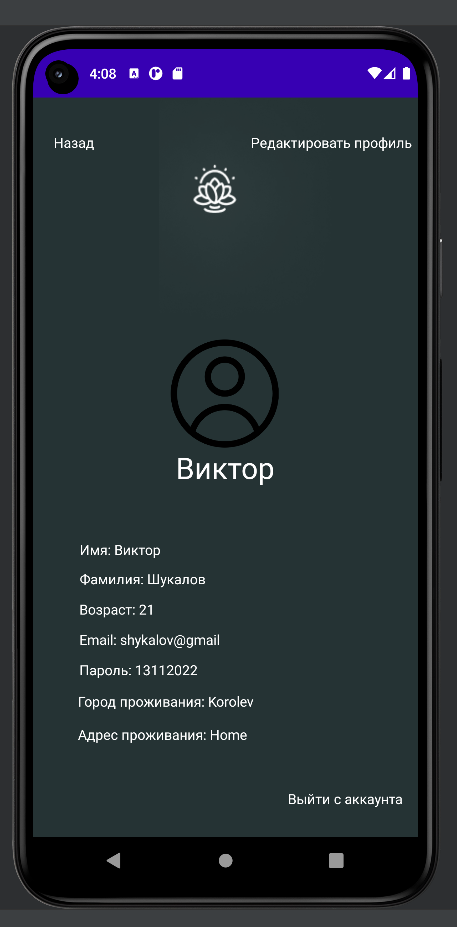 4:08
Назад
Редактировать профиль
Виктор
Имя: Виктор
Фамилия: Шукалов
Возраст: 21
Email: shykalov@gmail
Пароль: 13112022
Город проживания: Korolev
Адрес проживания: Home
Выйти с аккаунта